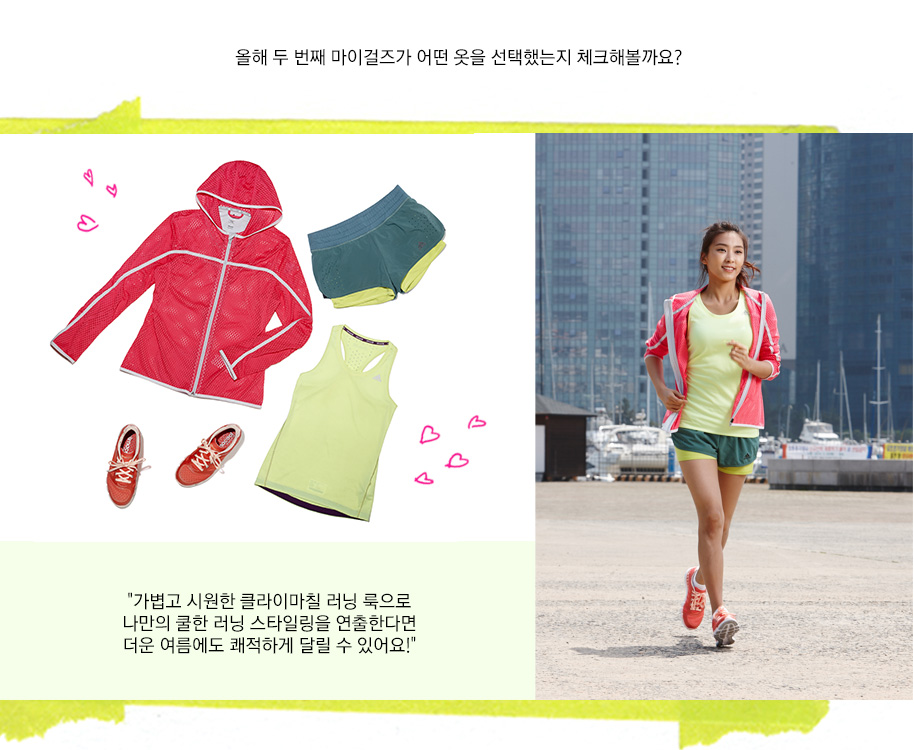 올해 두 번째 마이걸즈가 어떤 옷을 선택했는지 체크해볼까요?
"가볍고 시원한 클라이마칠 러닝 룩으로
나만의 쿨한 러닝 스타일링을 연출한다면
더운 여름에도 쾌적하게 달릴 수 있어요!"